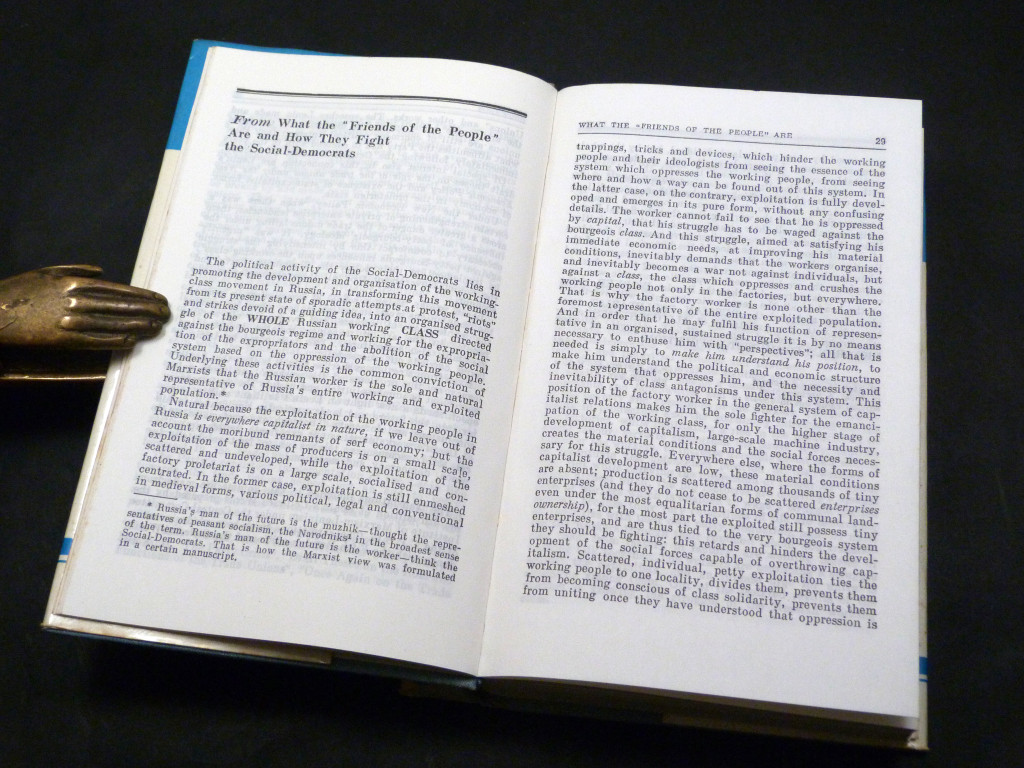 From What the "Friends of the People"
Are and How They Fight
the Social-Democrats
The political activity of the Social-Democrats lies in
promoting the development and organisation of the working-
class movement in Russia, in transforming this movement
from its present state of sporadic attempts at protest, "riots"
and strikes devoid of a guiding idea, into an organised strug-
gle of the WHOLE Russian working CLASS directed
against the bourgeois regime and working for the expropria-
tion of the expropriators and the abolition of the social
system based on the oppression of the working people.
Underlying these activities is the common conviction of
Marxists that the Russian worker is the sole and natural
representative of Russia's entire working and exploited
population.*
Natural because the exploitation of the working people in
Russia is everywhere capitalist in nature, if we leave out of
account the moribund remnants of serf economy; but the
exploitation of the mass of producers is on a small scale,
scattered and undeveloped, while the exploitation of the
factory proletariat is on a large scale, socialised and con-
centrated. In the former case, exploitation is still enmeshed
in medieval forms, various political, legal and conventional
* Russia's man of the future is the muzhik—thought the repre-
sentatives of peasant socialism, the Narodniks³ in the broadest sense
of the term. Russia's man of the future is the worker—think the
Social-Democrats. That is how the Marxist view was formulated
in a certain manuscript.
WHAT THE "FRIENDS OF THE PEOPLE" ARE 29
trappings, tricks and devices, which hinder the working
people and their ideologists from seeing the essence of the
system which oppresses the working people, from seeing
where and how a way can be found out of this system. In
the latter case, on the contrary, exploitation is fully devel-
oped and emerges in its pure form, without any confusing
details. The worker cannot fail to see that he is oppressed
by capital, that his struggle has to be waged against the
bourgeois class. And this struggle, aimed at satisfying his
immediate economic needs, at improving his material
conditions, inevitably demands that the workers organise,
and inevitably becomes a war not against individuals, but
against a class, the class which oppresses and crushes the
working people not only in the factories, but everywhere.
That is why the factory worker is none other than the
foremost representative of the entire exploited population.
And in order that he may fulfil his function of represen-
tative in an organised, sustained struggle it is by no means
necessary to enthuse him with "perspectives"; all that is
needed is simply to make him understand his position, to
make him understand the political and economic structure
of the system that oppresses him, and the necessity and
inevitability of class antagonisms under this system. This
position of the factory worker in the general system of cap-
italist relations makes him the sole fighter for the emanci-
pation of the working class, for only the higher stage of
development of capitalism, large-scale machine industry,
creates the material conditions and the social forces neces-
sary for this struggle. Everywhere else, where the forms of
capitalist development are low, these material conditions
are absent; production is scattered among thousands of tiny
enterprises (and they do not cease to be scattered enterprises
even under the most equalitarian forms of communal land-
ownership), for the most part the exploited still possess tiny
enterprises, and are thus tied to the very bourgeois system
they should be fighting: this retards and hinders the devel-
opment of the social forces capable of overthrowing cap-
italism. Scattered, individual, petty exploitation ties the
working people to one locality, divides them, prevents them
from becoming conscious of class solidarity, prevents them
from uniting once they have understood that oppression is